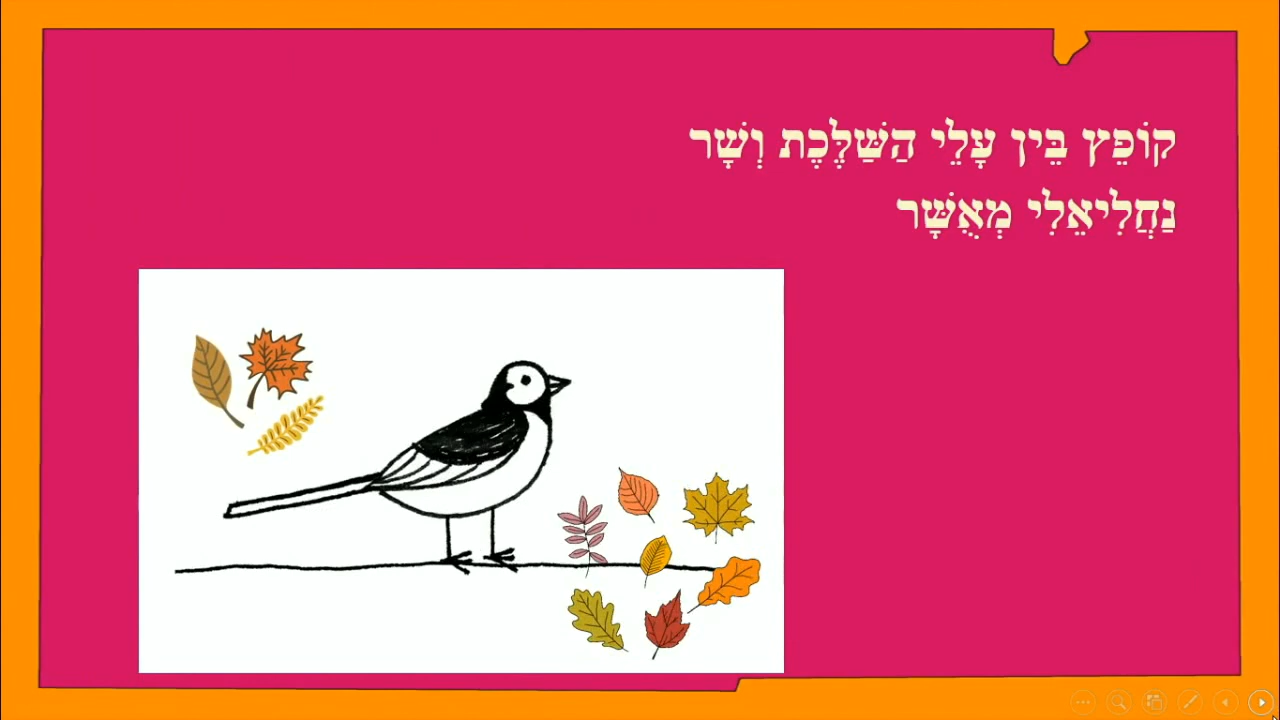 קוֹפֵץ בֵּין עָלֵי הַשַּׁלֶּכֶת וְשָׁר
נַחֲלִיאֵלִי מְאֻשָּׁר